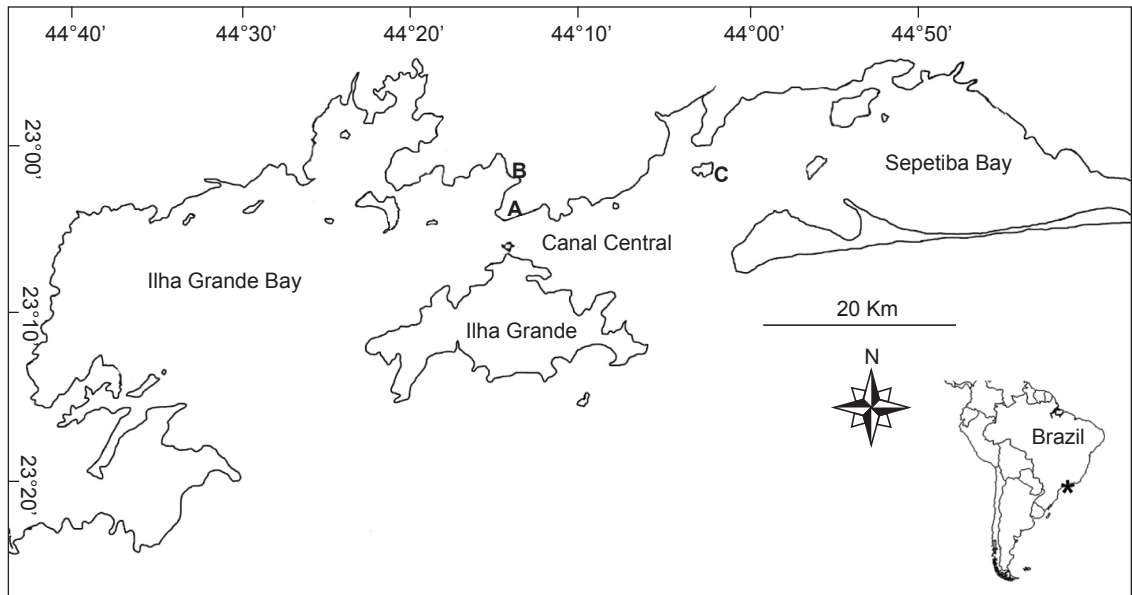 44°40’ 44°30’ 44°20’ 44°10’ 44°00’ 44°50’
23°00’
B
C
Sepetiba Bay
A
Canal Central
Ilha Grande Bay
23°10’
20 Km
Ilha Grande
N
Brazil
*
23°20’